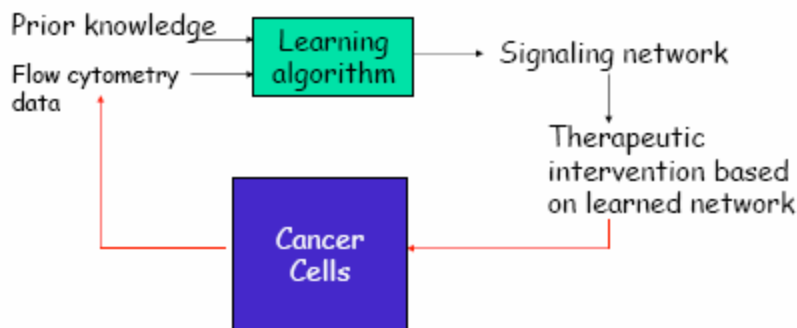 Prior knowledge
Flow cytometry
data
Learning
algorithm
Signaling network
Therapeutic
intervention based
on learned network
Cancer
Cells